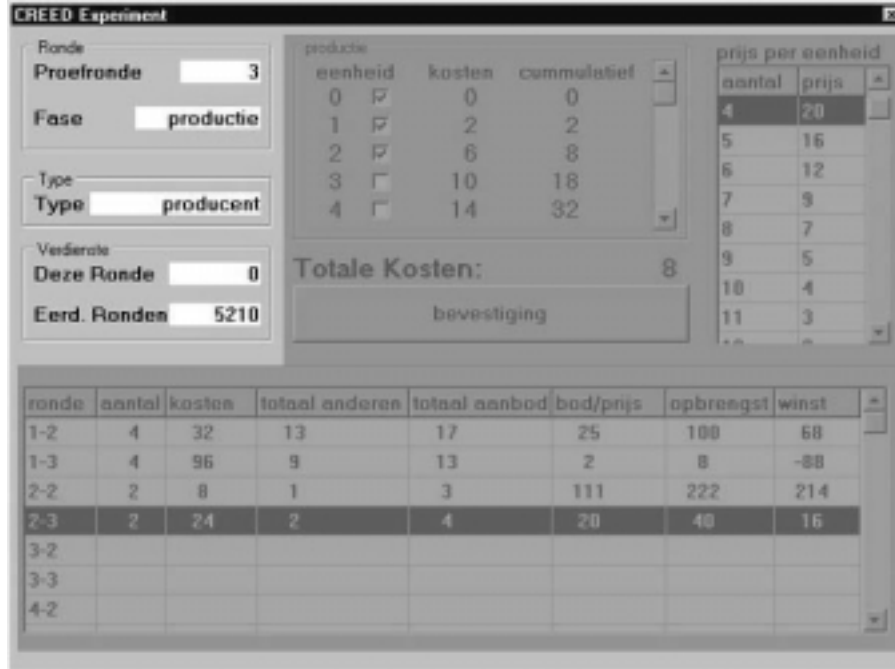 CREED Experiment
Ronde
Proefronde 3
Fase productie
Type
Type producent
Verdienste
Deze Ronde 0
Eerd. Ronden 5210
productie
eenheid kosten cummulatief
0 0 0
1 2 2
2 6 8
3 10 18
4 14 32
Totale Kosten: 8
bevestiging
prijs per eenheid
aantal prijs
4 20
5 16
6 12
7 9
8 7
9 5
10 4
11 3
ronde aantal kosten totaal anderen totaal aanbod bod/prijs opbrengst winst
1-2 4 32 13 17 25 100 68
1-3 4 96 9 13 2 8 -88
2-2 2 8 1 3 111 222 214
2-3 2 24 2 4 20 40 16
3-2
3-3
4-2